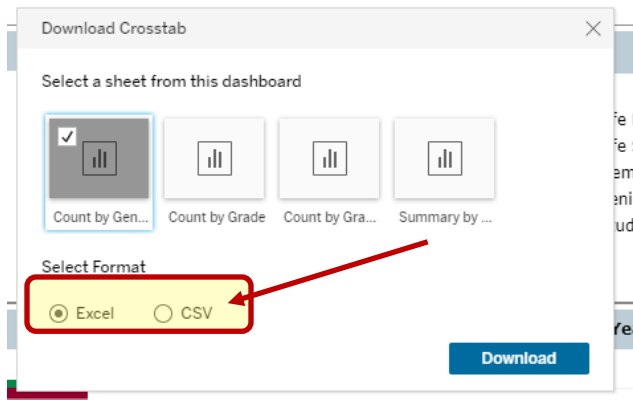 Download Crosstab
Select a sheet from this dashboard
Count by Gen... Count by Grade Count by Gra... Summary by ...
Select Format
Excel CSV
Download